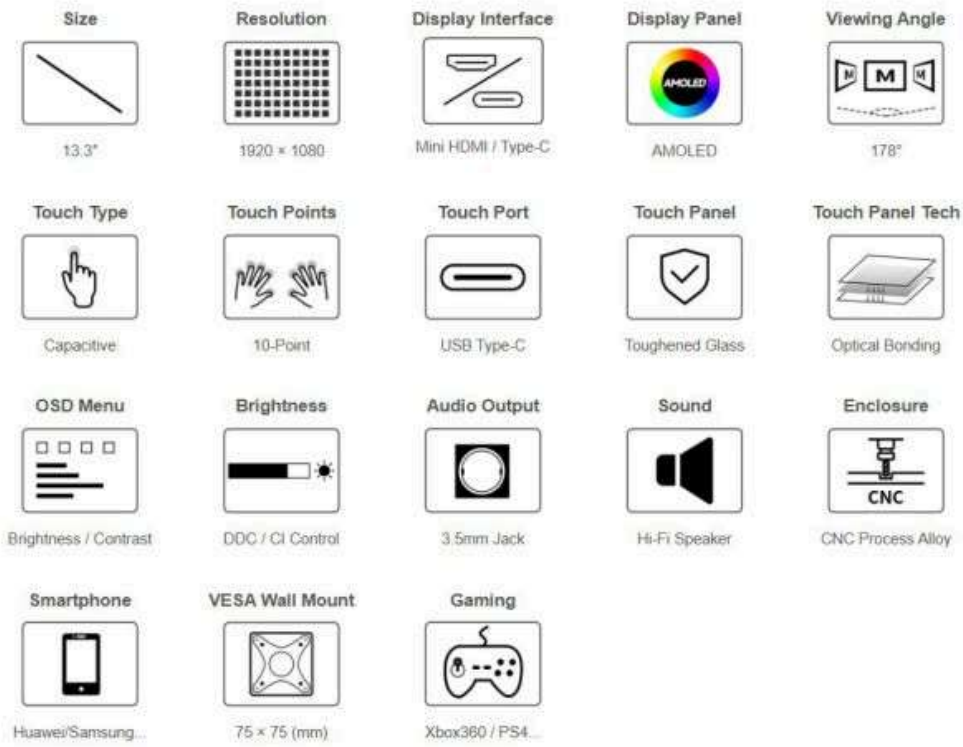 Size
Resolution
Display Interface
Display Panel
Viewing Angle
AMOLED
M M M
13.3"
1920 × 1080
Mini HDMI / Type-C
AMOLED
178°
Touch Type
Touch Points
Touch Port
Touch Panel
Touch Panel Tech
Capacitive
10-Point
USB Type-C
Toughened Glass
Optical Bonding
OSD Menu
Brightness
Audio Output
Sound
Enclosure
CNC
Brightness / Contrast
DDC / CI Control
3.5mm Jack
Hi-Fi Speaker
CNC Process Alloy
Smartphone
VESA Wall Mount
Gaming
Huawei/Samsung...
75 × 75 (mm)
Xbox360 / PS4...